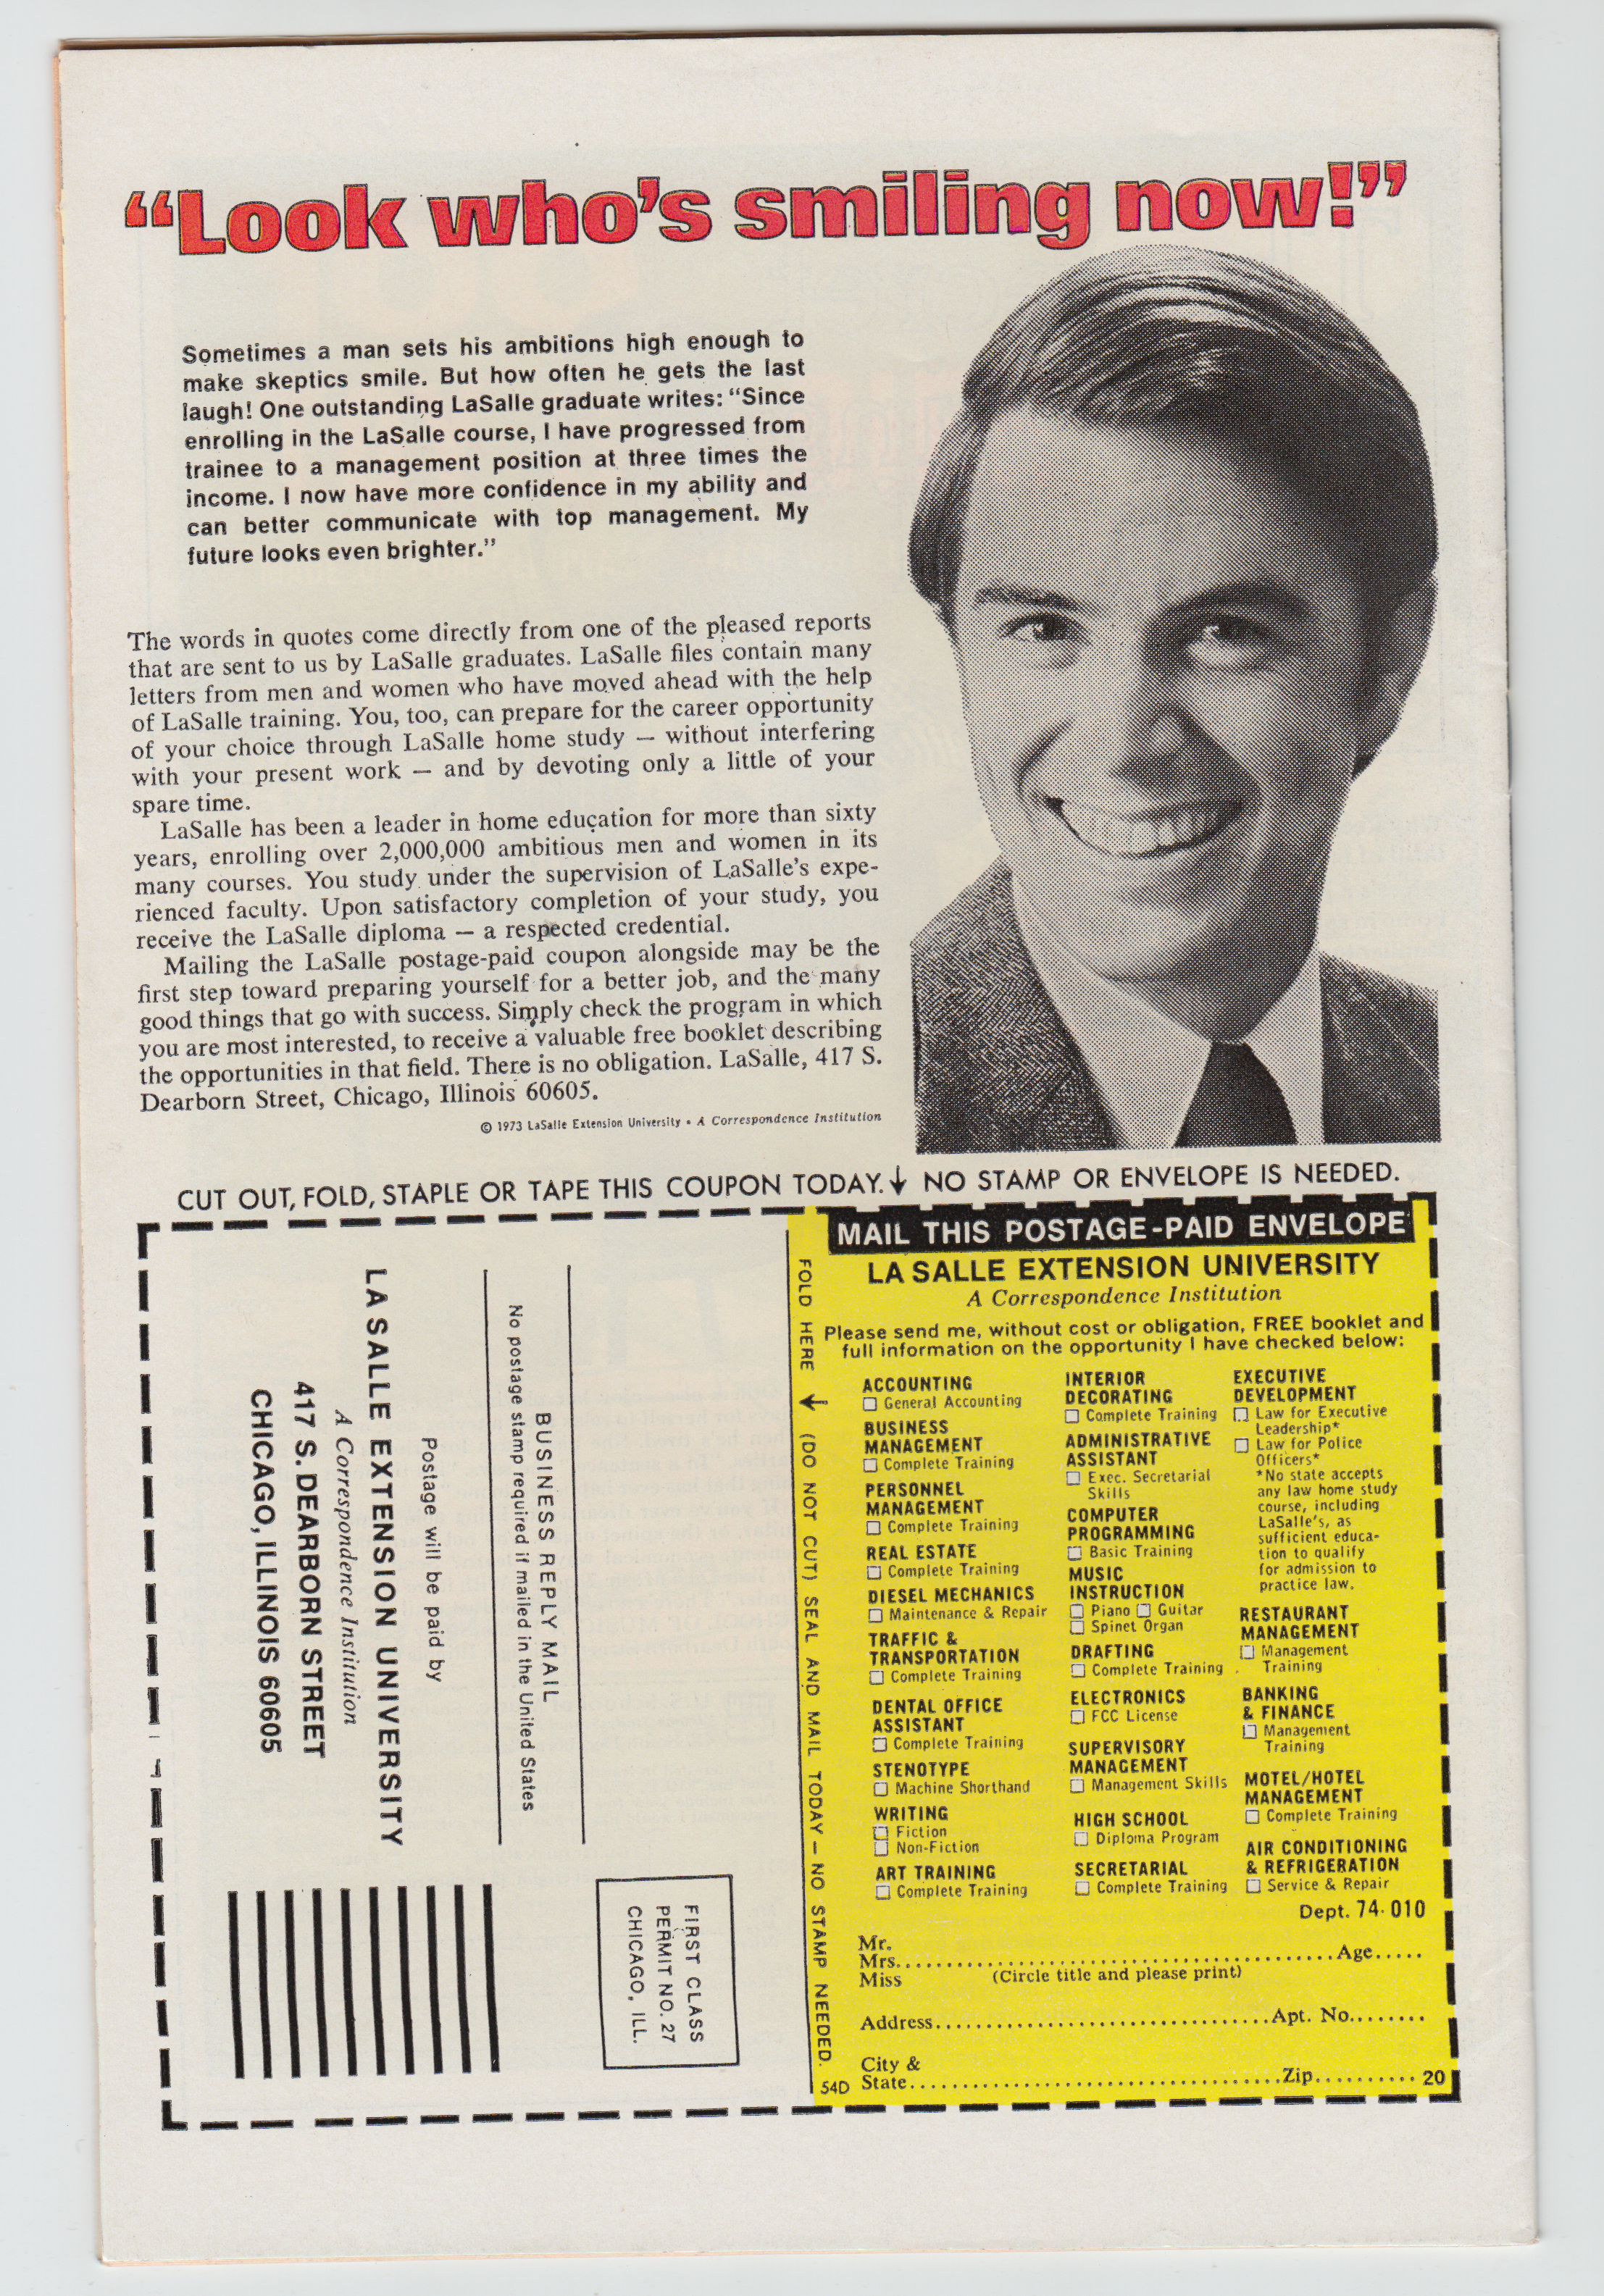 “Look who’s smiling now!”
Sometimes a man sets his ambitions high enough to
make skeptics smile. But how often he gets the last
laugh! One outstanding LaSalle graduate writes: “Since
enrolling in the LaSalle course, I have progressed from
trainee to a management position at three times the
income. I now have more confidence in my ability and
can better communicate with top management. My
future looks even brighter.”
The words in quotes come directly from one of the pleased reports
that are sent to us by LaSalle graduates. LaSalle files contain many
letters from men and women who have moved ahead with the help
of LaSalle training. You, too, can prepare for the career opportunity
of your choice through LaSalle home study — without interfering
with your present work — and by devoting only a little of your
spare time.
LaSalle has been a leader in home education for more than sixty
years, enrolling over 2,000,000 ambitious men and women in its
many courses. You study under the supervision of LaSalle’s expe-
rienced faculty. Upon satisfactory completion of your study, you
receive the LaSalle diploma — a respected credential.
Mailing the LaSalle postage-paid coupon alongside may be the
first step toward preparing yourself for a better job, and the many
good things that go with success. Simply check the program in which
you are most interested, to receive a valuable free booklet describing
the opportunities in that field. There is no obligation. LaSalle, 417 S.
Dearborn Street, Chicago, Illinois 60605.
© 1973 LaSalle Extension University • A Correspondence Institution
CUT OUT, FOLD, STAPLE OR TAPE THIS COUPON TODAY. ↓ NO STAMP OR ENVELOPE IS NEEDED.
BUSINESS REPLY MAIL
No postage stamp required if mailed in the United States
Postage will be paid by
LA SALLE EXTENSION UNIVERSITY
A Correspondence Institution
417 S. DEARBORN STREET
CHICAGO, ILLINOIS 60605
FIRST CLASS
PERMIT NO. 27
CHICAGO, ILL.
FOLD HERE ↓ (DO NOT CUT) SEAL AND MAIL TODAY – NO STAMP NEEDED.
MAIL THIS POSTAGE-PAID ENVELOPE
LA SALLE EXTENSION UNIVERSITY
A Correspondence Institution
Please send me, without cost or obligation, FREE booklet and
full information on the opportunity I have checked below:
ACCOUNTING
☐ General Accounting
BUSINESS
MANAGEMENT
☐ Complete Training
PERSONNEL
MANAGEMENT
☐ Complete Training
REAL ESTATE
☐ Complete Training
DIESEL MECHANICS
☐ Maintenance & Repair
TRAFFIC &
TRANSPORTATION
☐ Complete Training
DENTAL OFFICE
ASSISTANT
☐ Complete Training
STENOTYPE
☐ Machine Shorthand
WRITING
☐ Fiction
☐ Non-Fiction
ART TRAINING
☐ Complete Training
INTERIOR
DECORATING
☐ Complete Training
ADMINISTRATIVE
ASSISTANT
☐ Exec. Secretarial
Skills
COMPUTER
PROGRAMMING
☐ Basic Training
MUSIC
INSTRUCTION
☐ Piano ☐ Guitar
☐ Spinet Organ
DRAFTING
☐ Complete Training
ELECTRONICS
☐ FCC License
SUPERVISORY
MANAGEMENT
☐ Management Skills
HIGH SCHOOL
☐ Diploma Program
SECRETARIAL
☐ Complete Training
EXECUTIVE
DEVELOPMENT
☐ Law for Executive
Leadership*
☐ Law for Police
Officers*
*No state accepts
any law home study
course, including
LaSalle’s, as
sufficient educa-
tion to qualify
for admission to
practice law.
RESTAURANT
MANAGEMENT
☐ Management
Training
BANKING
& FINANCE
☐ Management
Training
MOTEL/HOTEL
MANAGEMENT
☐ Complete Training
AIR CONDITIONING
& REFRIGERATION
☐ Service & Repair
Dept. 74-010
Mr.
Mrs. Age
Miss (Circle title and please print)
Address Apt. No.
City &
State Zip 20
54D